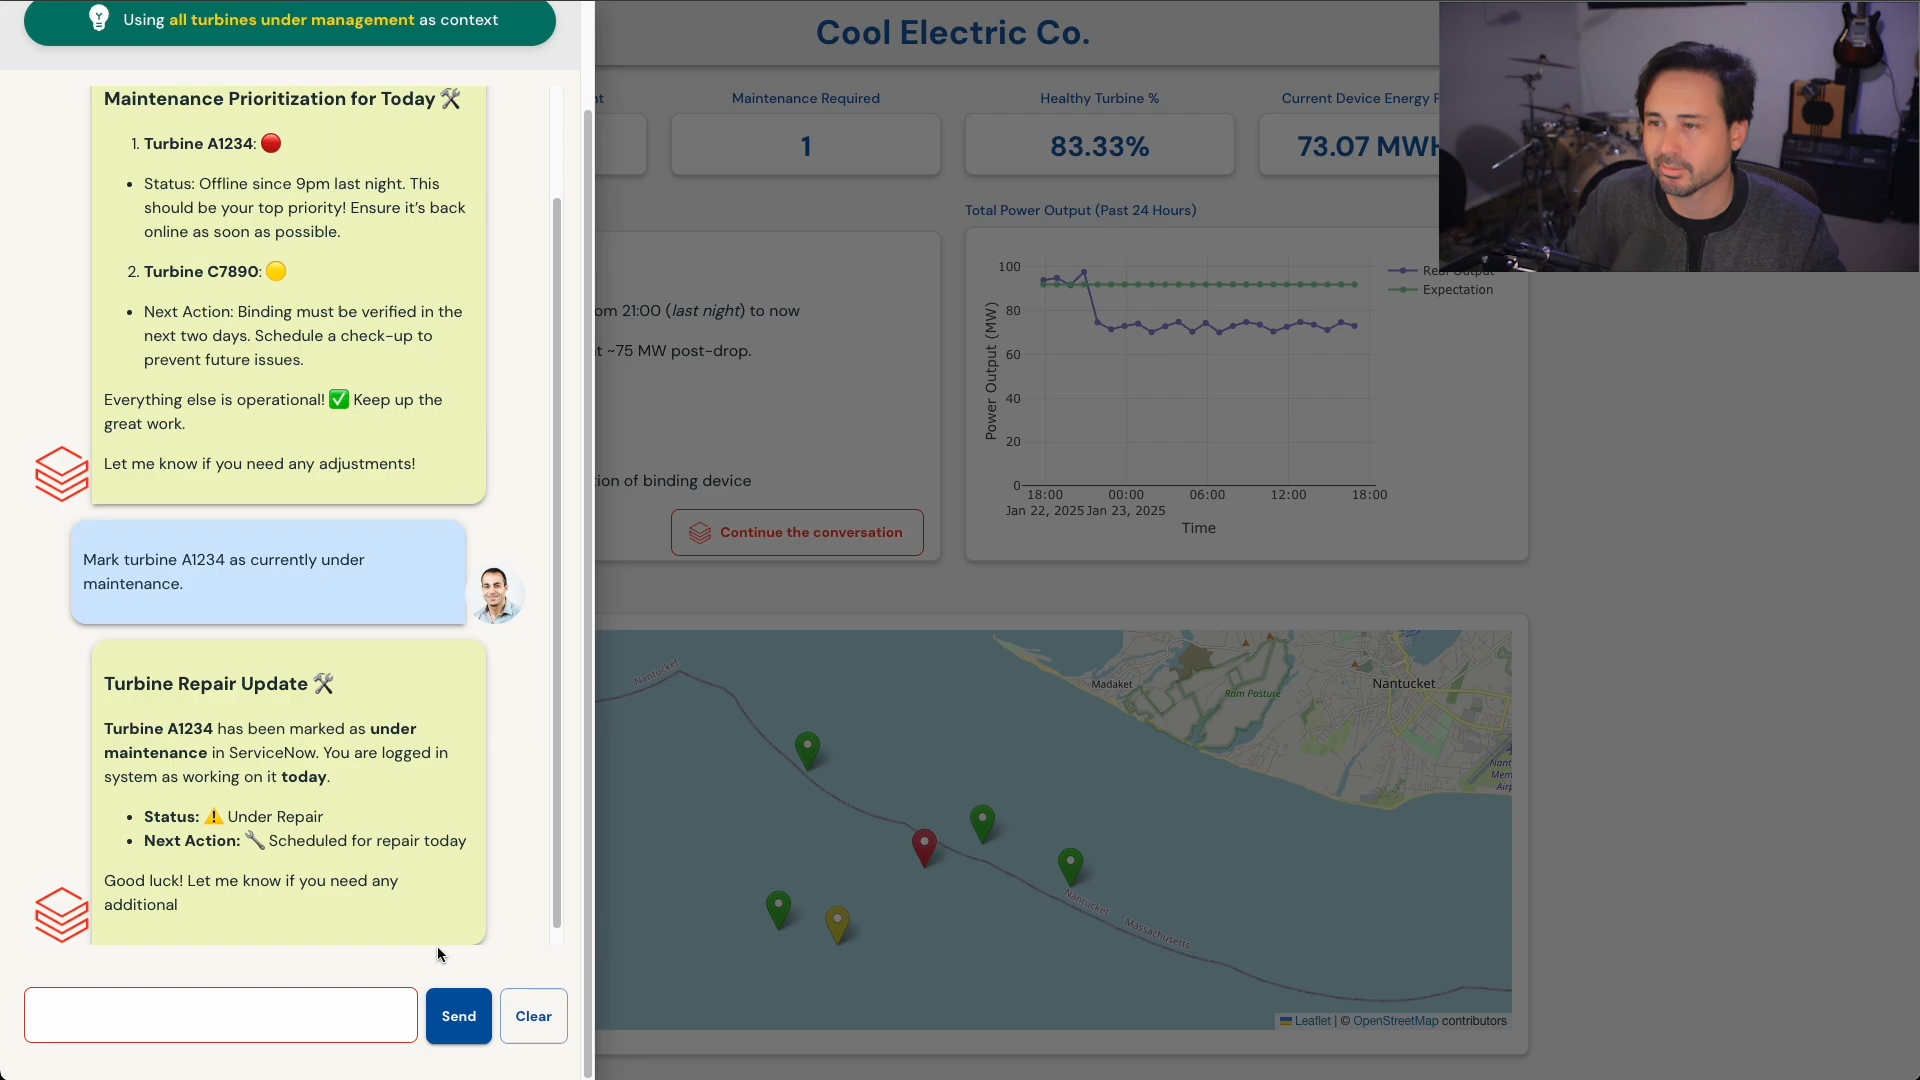 Using all turbines under management as context
Maintenance Prioritization for Today
1. Turbine A1234:
Status: Offline since 9pm last night. This
should be your top priority! Ensure it's back
online as soon as possible.
2. Turbine C7890:
Next Action: Binding must be verified in the
next two days. Schedule a check-up to
prevent future issues.
Everything else is operational! ✅ Keep up the
great work.
Let me know if you need any adjustments!
Mark turbine A1234 as currently under
maintenance.
Turbine Repair Update
Turbine A1234 has been marked as under
maintenance in ServiceNow. You are logged in
system as working on it today.
Status: ⚠ Under Repair
Next Action: Scheduled for repair today
Good luck! Let me know if you need any
additional
Send
Clear
Cool Electric Co.
Maintenance Required
1
Healthy Turbine %
83.33%
Current Device Energy
73.07 MWH
om 21:00 (last night) to now
t ~75 MW post-drop.
tion of binding device
Continue the conversation
Total Power Output (Past 24 Hours)
Power Output (MW)
100
80
60
40
20
0
18:00
00:00
06:00
12:00
18:00
Jan 22, 2025
Jan 23, 2025
Time
Real Output
Expectation
Nantucket
Madaket
Ram Pasture
Nantucket
Nant
Mem
Airp
Nantucket
Massachusetts
Leaflet | © OpenStreetMap contributors